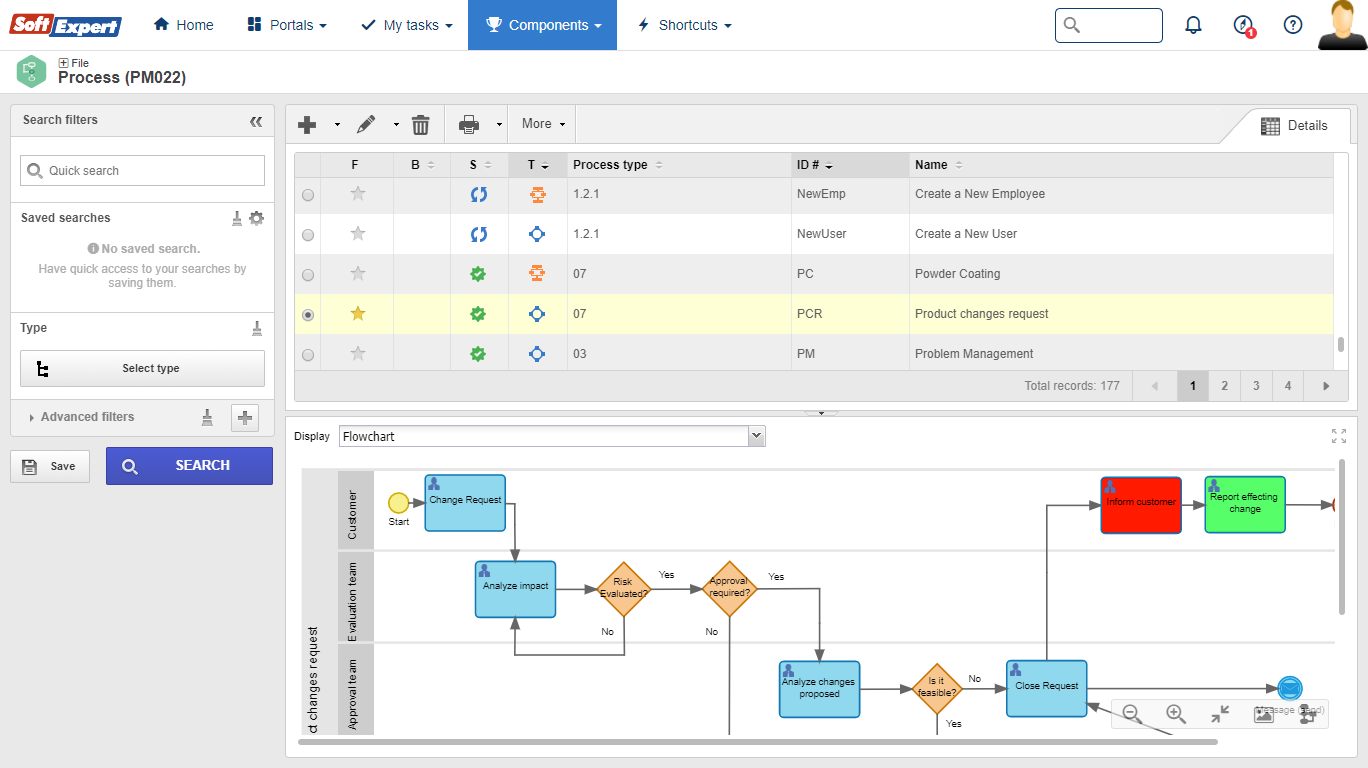 Soft Expert
Home
Portals
My tasks
Components
Shortcuts
1
File
Process (PM022)
Search filters
Quick search
Saved searches
No saved search.
Have quick access to your searches by
saving them.
Type
Select type
Advanced filters
Save
SEARCH
More
Details
F B S T Process type ID # Name
1.2.1 NewEmp Create a New Employee
1.2.1 NewUser Create a New User
07 PC Powder Coating
07 PCR Product changes request
03 PM Problem Management
Total records: 177 1 2 3 4
Display Flowchart
ct changes request
Customer
Start
Change Request
Inform customer
Report effecting
change
Evaluation team
Analyze impact
Risk
Evaluated?
Yes
No
Approval
required?
Yes
No
Approval team
Analyze changes
proposed
Is it
feasible?
No
Yes
Close Request
Message (send)